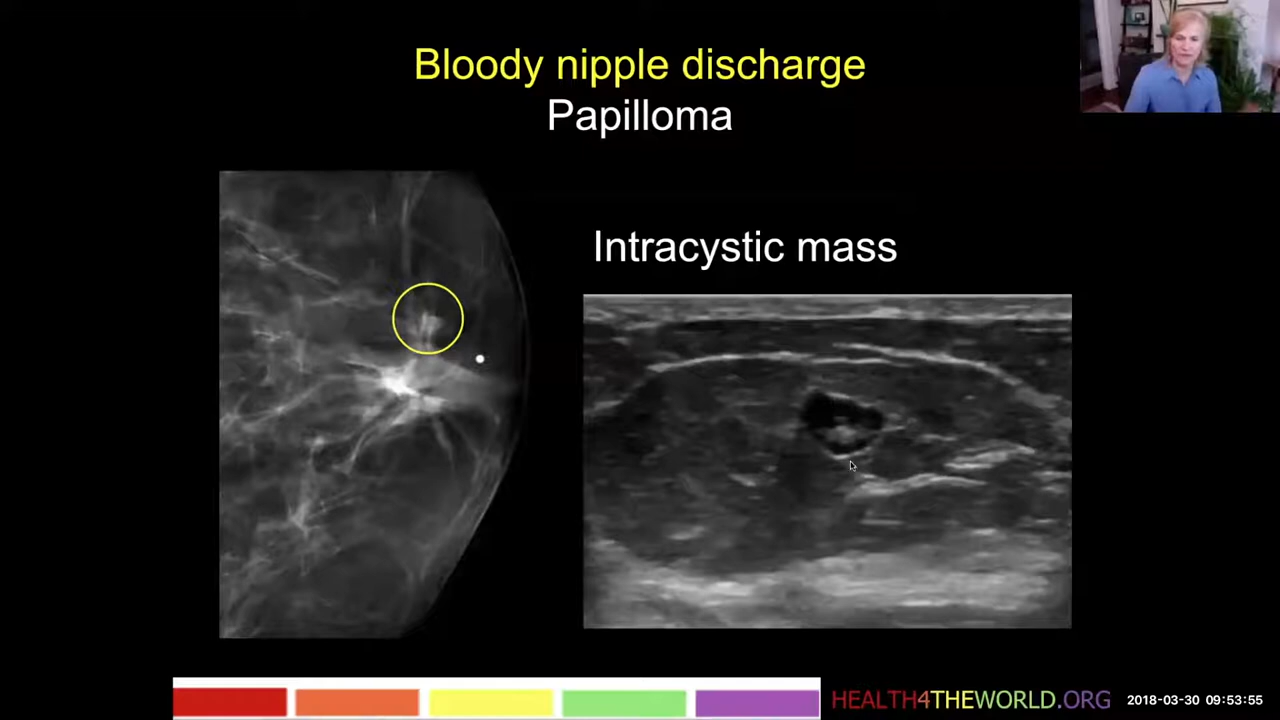 Bloody nipple discharge
Papilloma
Intracystic mass
HEALTH4THEWORLD.ORG
2018-03-30 09:53:55